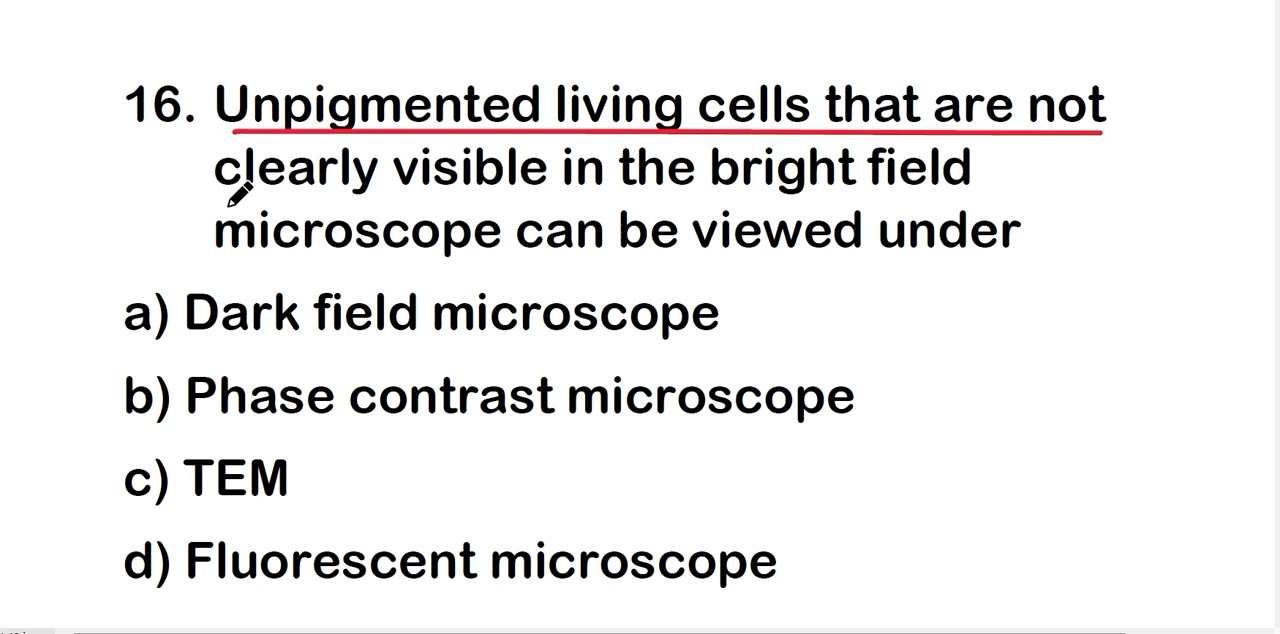 16. Unpigmented living cells that are not
clearly visible in the bright field
microscope can be viewed under
a) Dark field microscope
b) Phase contrast microscope
c) TEM
d) Fluorescent microscope